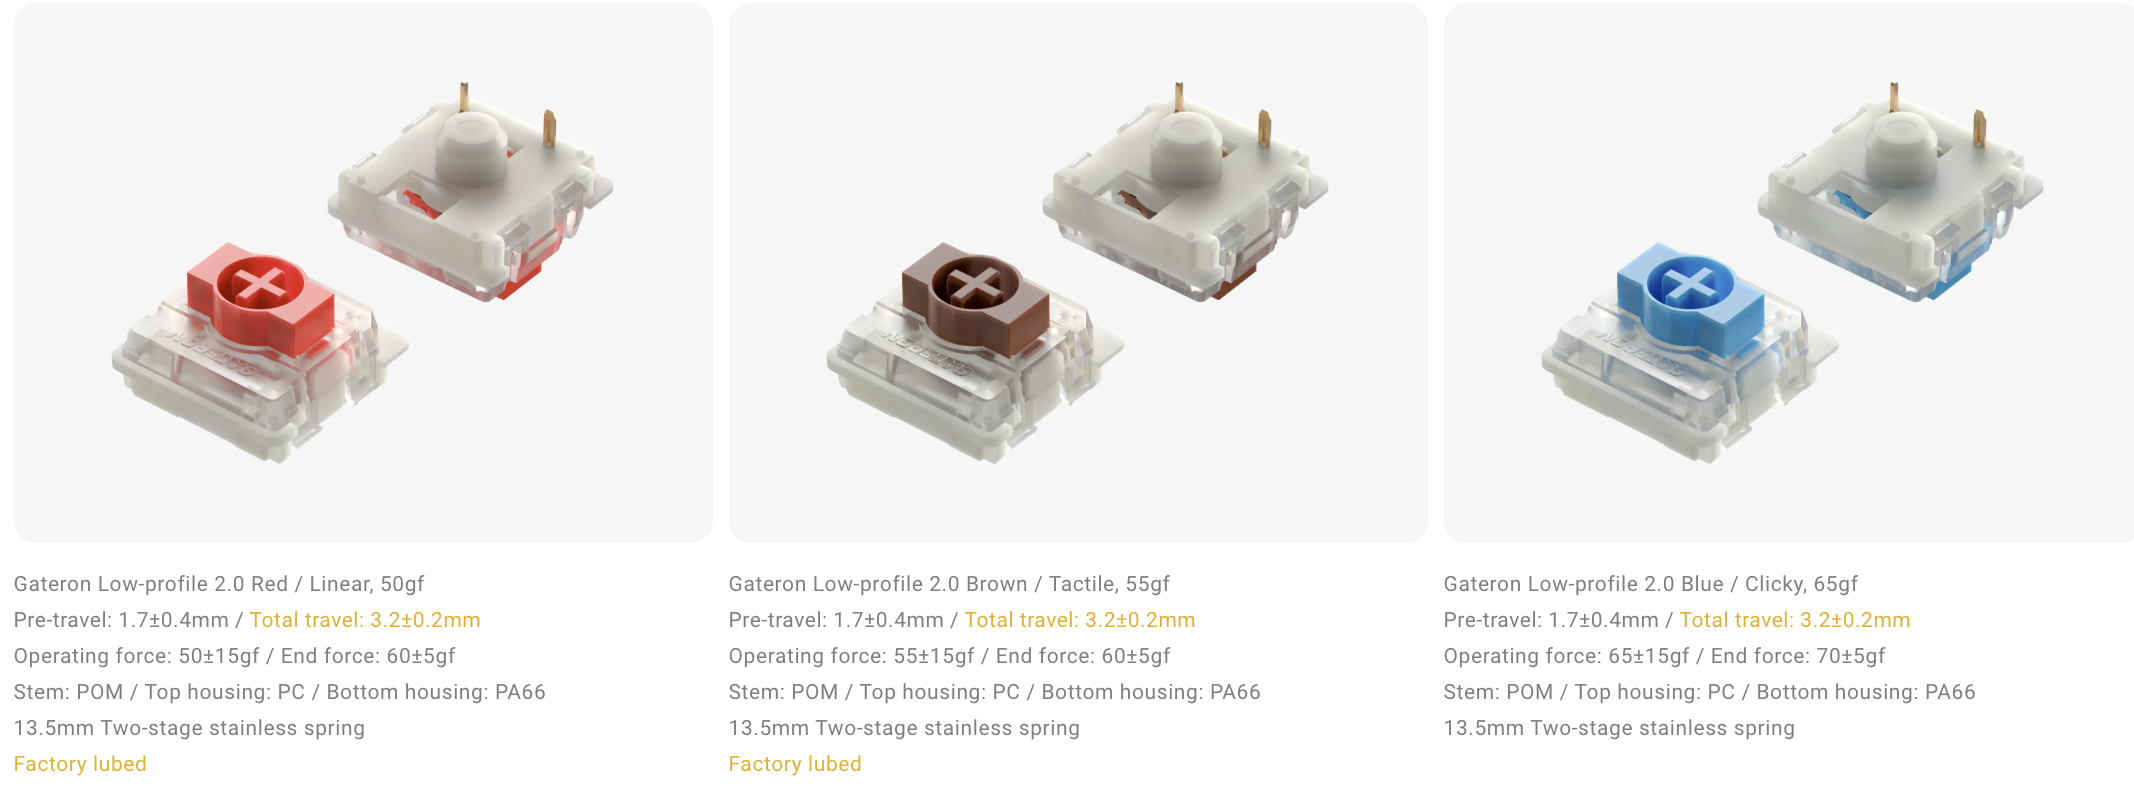 GATERON
GATERON
GATERON
Gateron Low-profile 2.0 Red / Linear, 50gf
Pre-travel: 1.7±0.4mm / Total travel: 3.2±0.2mm
Operating force: 50±15gf / End force: 60±5gf
Stem: POM / Top housing: PC / Bottom housing: PA66
13.5mm Two-stage stainless spring
Factory lubed
Gateron Low-profile 2.0 Brown / Tactile, 55gf
Pre-travel: 1.7±0.4mm / Total travel: 3.2±0.2mm
Operating force: 55±15gf / End force: 60±5gf
Stem: POM / Top housing: PC / Bottom housing: PA66
13.5mm Two-stage stainless spring
Factory lubed
Gateron Low-profile 2.0 Blue / Clicky, 65gf
Pre-travel: 1.7±0.4mm / Total travel: 3.2±0.2mm
Operating force: 65±15gf / End force: 70±5gf
Stem: POM / Top housing: PC / Bottom housing: PA66
13.5mm Two-stage stainless spring